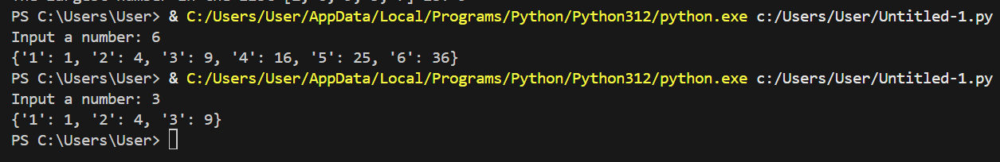 PS C:\Users\User> & C:/Users/User/AppData/Local/Programs/Python/Python312/python.exe c:/Users/User/Untitled-1.py
Input a number: 6
{'1': 1, '2': 4, '3': 9, '4': 16, '5': 25, '6': 36}
PS C:\Users\User> & C:/Users/User/AppData/Local/Programs/Python/Python312/python.exe c:/Users/User/Untitled-1.py
Input a number: 3
{'1': 1, '2': 4, '3': 9}
PS C:\Users\User>